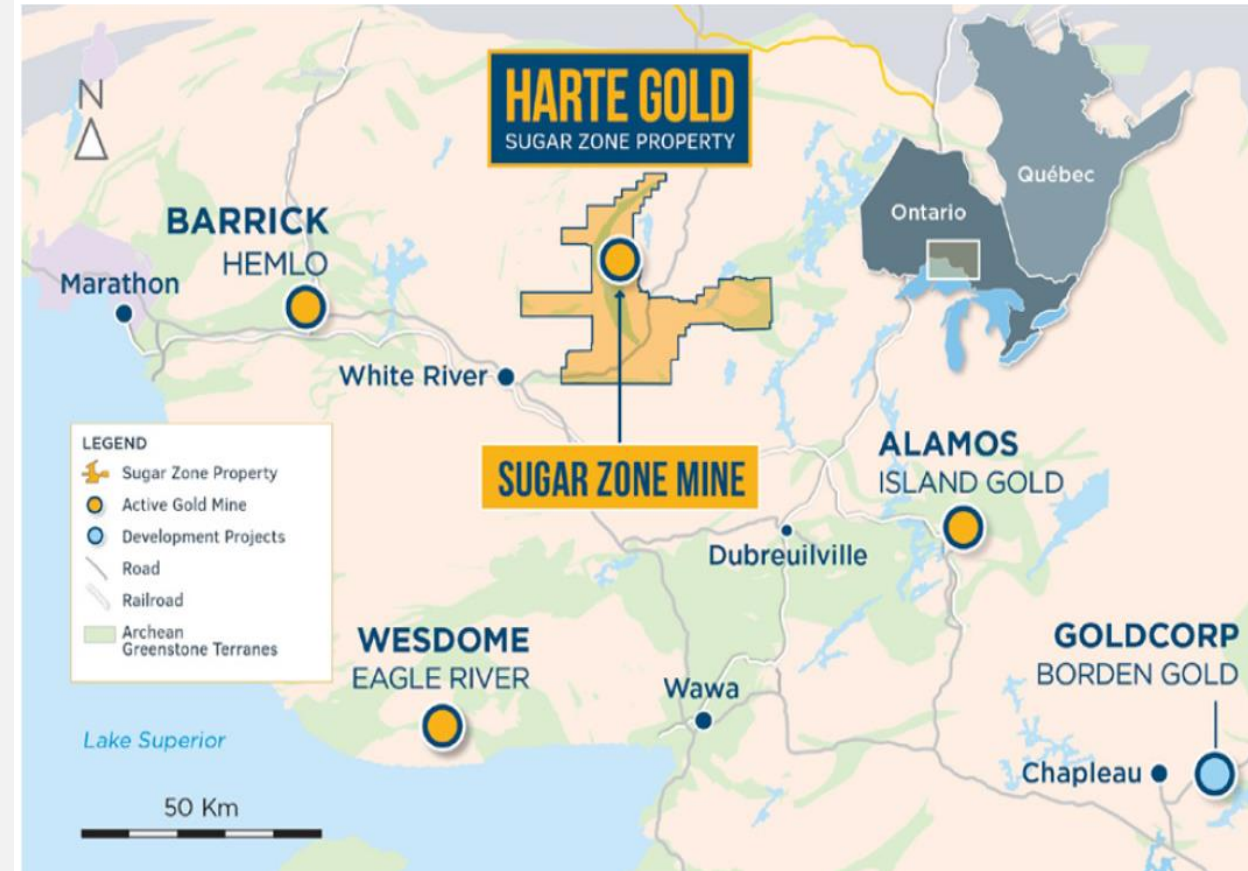 N
HARTE GOLD
SUGAR ZONE PROPERTY
Québec
Ontario
BARRICK
HEMLO
Marathon
White River
SUGAR ZONE MINE
ALAMOS
ISLAND GOLD
Dubreuilville
LEGEND
Sugar Zone Property
Active Gold Mine
Development Projects
Road
Railroad
Archean
Greenstone Terranes
WESDOME
EAGLE RIVER
Wawa
GOLDCORP
BORDEN GOLD
Chapleau
Lake Superior
50 Km